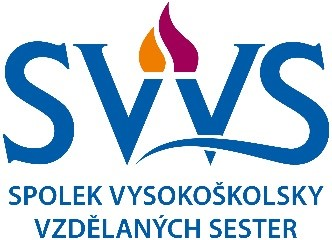 SVVS
SPOLEK VYSOKOŠKOLSKY
VZDĚLANÝCH SESTER